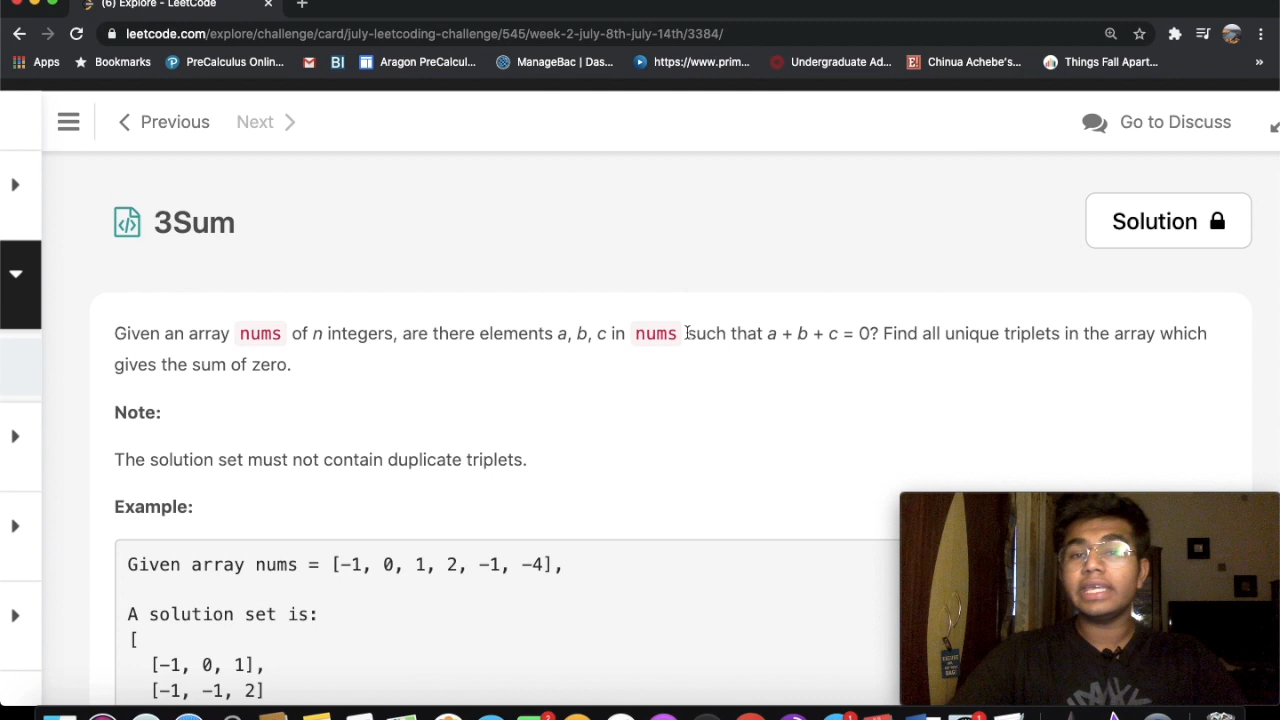 (6) Explore - LeetCode
leetcode.com/explore/challenge/card/july-leetcoding-challenge/545/week-2-july-8th-july-14th/3384/
Apps Bookmarks PreCalculus Onlin... BI Aragon PreCalcul... ManageBac | Das... https://www.prim... Undergraduate Ad... E! Chinua Achebe's... Things Fall Apart... »
Previous Next Go to Discuss
3Sum Solution
Given an array nums of n integers, are there elements a, b, c in nums such that a + b + c = 0? Find all unique triplets in the array which
gives the sum of zero.
Note:
The solution set must not contain duplicate triplets.
Example:
Given array nums = [-1, 0, 1, 2, -1, -4],
A solution set is:
[
[-1, 0, 1],
[-1, -1, 2]